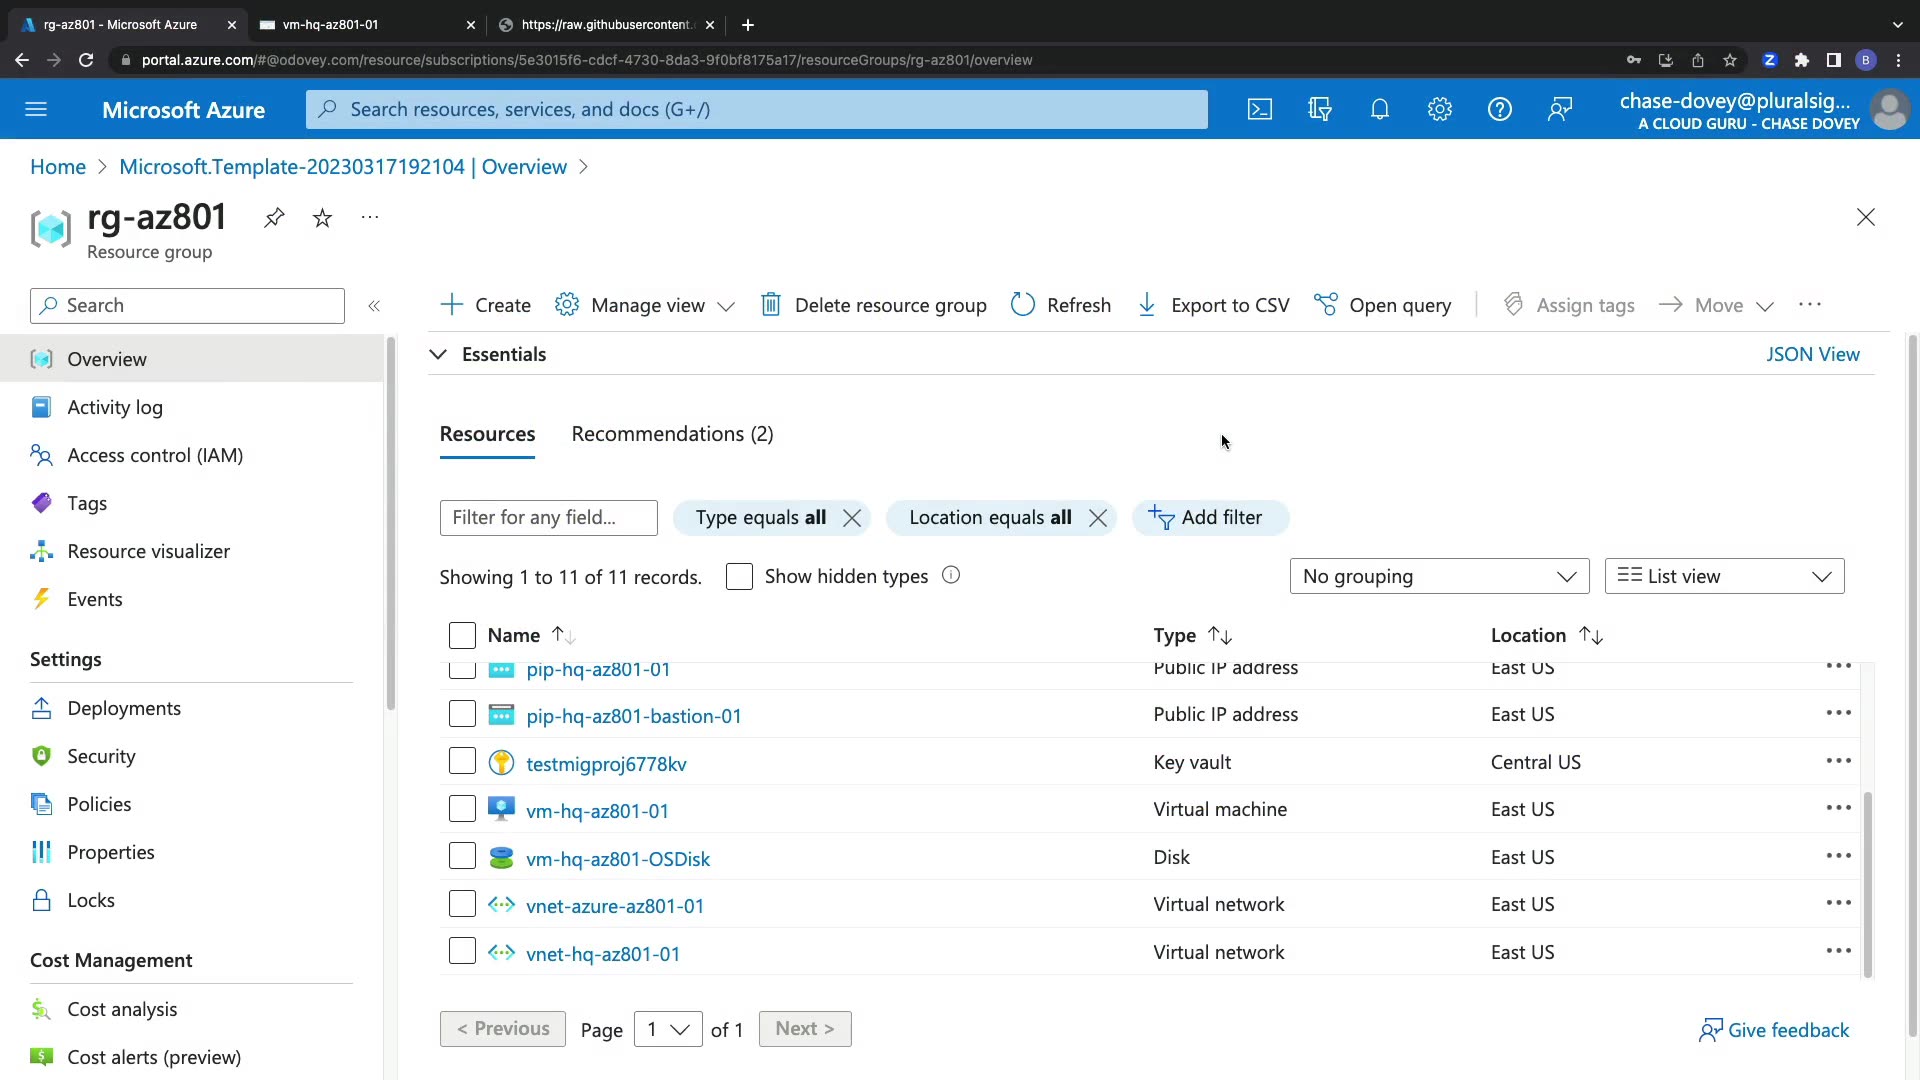 rg-az801 - Microsoft Azure
vm-hq-az801-01
https://raw.githubusercontent.
portal.azure.com/#@odovey.com/resource/subscriptions/5e3015f6-cdcf-4730-8da3-9f0bf8175a17/resourceGroups/rg-az801/overview
Z
B
Microsoft Azure
Search resources, services, and docs (G+/)
chase-dovey@pluralsig...
A CLOUD GURU - CHASE DOVEY
Home > Microsoft.Template-20230317192104 | Overview >
rg-az801
Resource group
Search
Create
Manage view
Delete resource group
Refresh
Export to CSV
Open query
Assign tags
Move
Overview
Activity log
Access control (IAM)
Tags
Resource visualizer
Events
Settings
Deployments
Security
Policies
Properties
Locks
Cost Management
Cost analysis
Cost alerts (preview)
Essentials
JSON View
Resources
Recommendations (2)
Filter for any field...
Type equals all
Location equals all
Add filter
Showing 1 to 11 of 11 records.
Show hidden types
No grouping
List view
Name Type Location
pip-hq-az801-01 Public IP address East US
pip-hq-az801-bastion-01 Public IP address East US
testmigproj6778kv Key vault Central US
vm-hq-az801-01 Virtual machine East US
vm-hq-az801-OSDisk Disk East US
vnet-azure-az801-01 Virtual network East US
vnet-hq-az801-01 Virtual network East US
< Previous Page 1 of 1 Next >
Give feedback